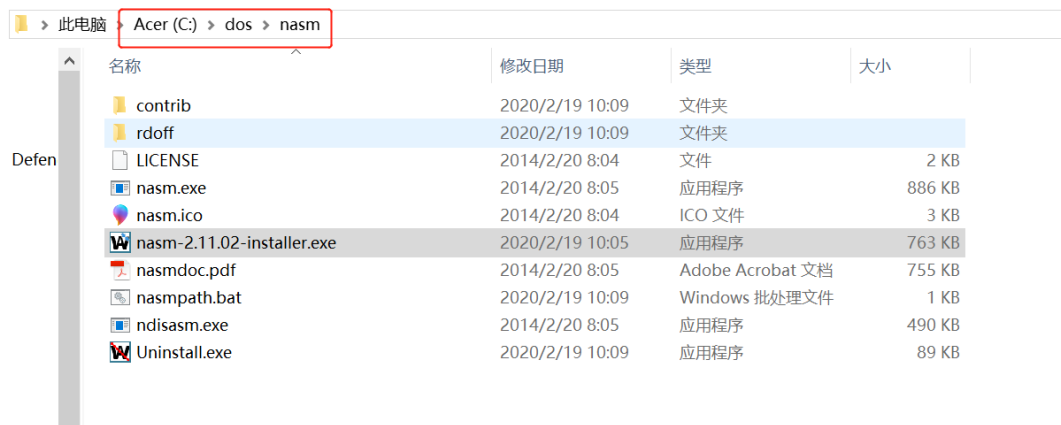 此电脑 > Acer (C:) > dos > nasm
名称 修改日期 类型 大小
contrib 2020/2/19 10:09 文件夹
rdoff 2020/2/19 10:09 文件夹
Defen
LICENSE 2014/2/20 8:04 文件 2 KB
nasm.exe 2014/2/20 8:05 应用程序 886 KB
nasm.ico 2014/2/20 8:04 ICO 文件 3 KB
nasm-2.11.02-installer.exe 2020/2/19 10:05 应用程序 763 KB
nasmdoc.pdf 2014/2/20 8:05 Adobe Acrobat 文档 755 KB
nasmpath.bat 2020/2/19 10:09 Windows 批处理文件 1 KB
ndisasm.exe 2014/2/20 8:05 应用程序 490 KB
Uninstall.exe 2020/2/19 10:09 应用程序 89 KB